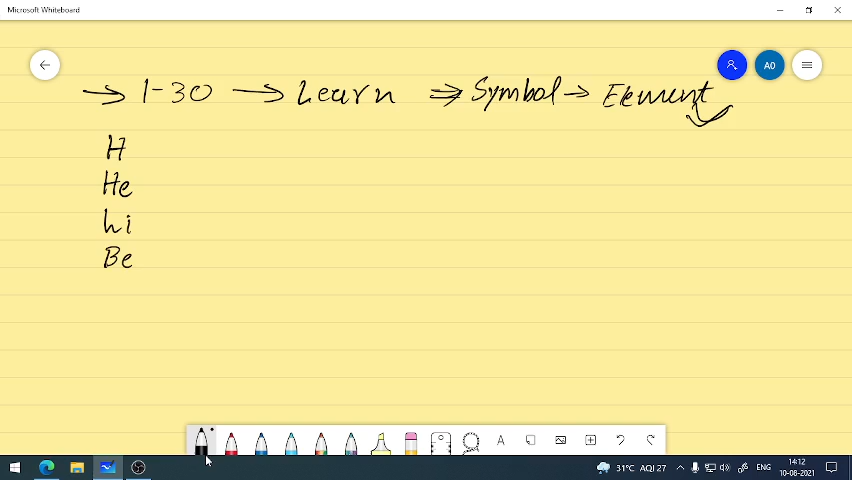 Microsoft Whiteboard
A0
→ 1-30 → Learn ⇒ Symbol → Element
H
He
Li
Be
A
31°C AQI 27
ENG
14:12
10-08-2021